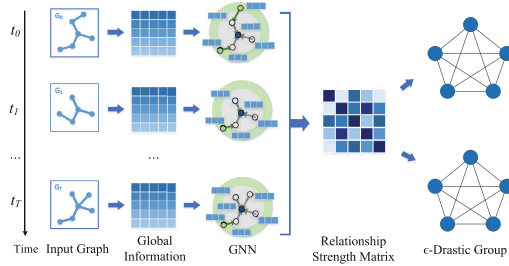 t0
G0
t1
G1
...
...
tT
GT
Time
Input Graph
Global
Information
GNN
Relationship
Strength Matrix
ϵ-Drastic Group